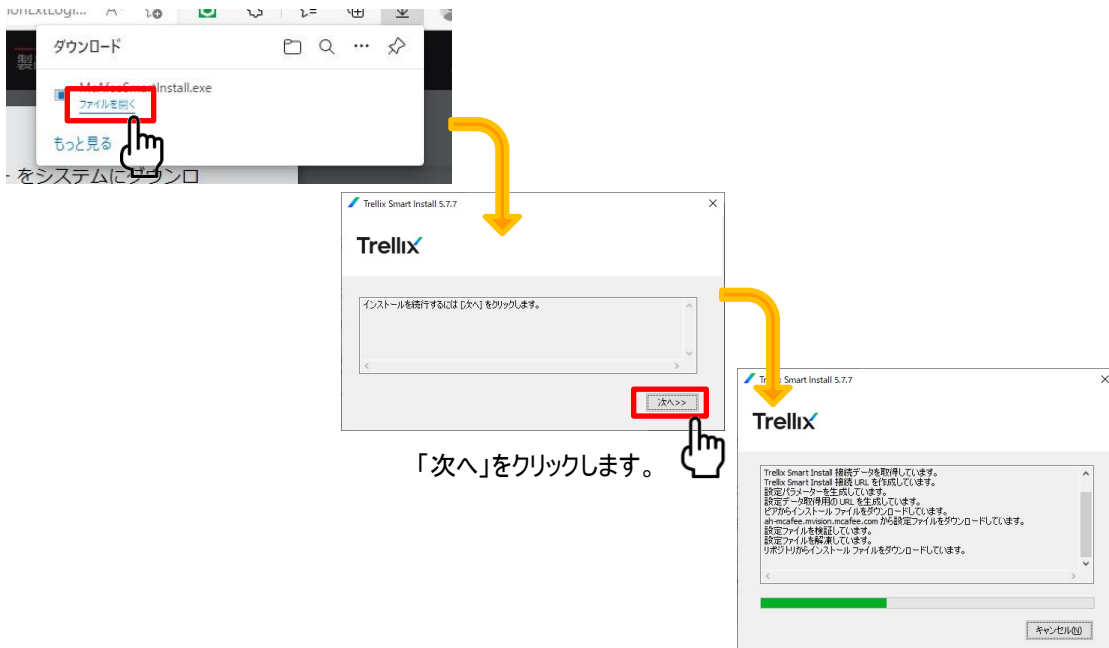 ダウンロード
製
McAfeeSmartInstall.exe
ファイルを開く
もっと見る
をシステムにダウンロ
Trellix Smart Install 5.7.7
Trellix
インストールを続行するには [次へ] をクリックします。
次へ>>
「次へ」をクリックします。
Smart Install 5.7.7
Trellix
Trellix Smart Install 接続データを取得しています。
Trellix Smart Install 接続 URL を作成しています。
設定パラメーターを生成しています。
設定データ取得用の URL を生成しています。
ピアからインストール ファイルをダウンロードしています。
ah-mcafee.mvision.mcafee.com から設定ファイルをダウンロードしています。
設定ファイルを検証しています。
設定ファイルを解凍しています。
リポジトリからインストール ファイルをダウンロードしています。
キャンセル(N)